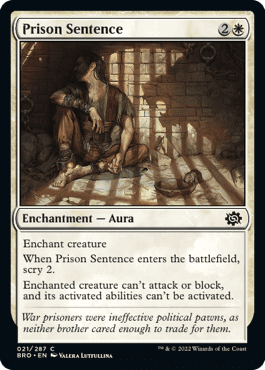 Prison Sentence 2
Enchantment — Aura
Enchant creature
When Prison Sentence enters the battlefield,
scry 2.
Enchanted creature can't attack or block,
and its activated abilities can't be activated.
War prisoners were ineffective political pawns, as
neither brother cared enough to trade for them.
021/287 C
BRO • EN VALERA LUTFULLINA
™ & © 2022 Wizards of the Coast